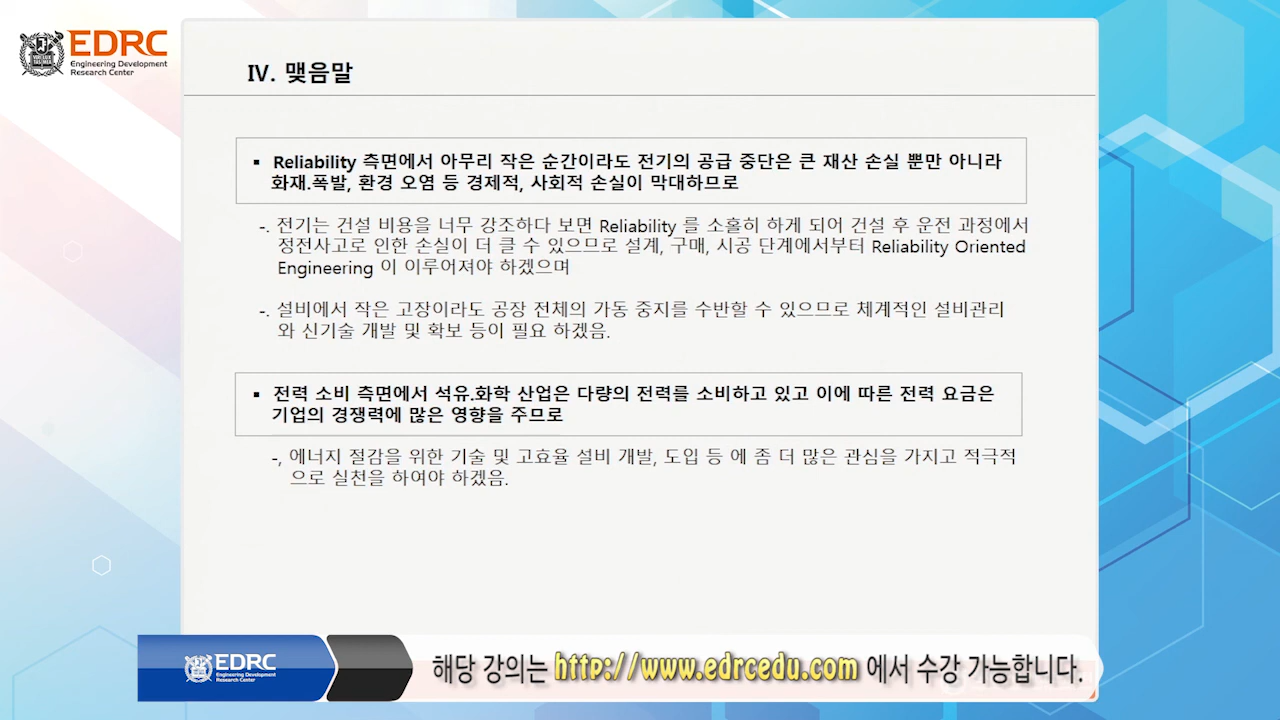 EDRC
Engineering Development
Research Center
IV. 맺음말
▪ Reliability 측면에서 아무리 작은 순간이라도 전기의 공급 중단은 큰 재산 손실 뿐만 아니라
화재.폭발, 환경 오염 등 경제적, 사회적 손실이 막대하므로
-. 전기는 건설 비용을 너무 강조하다 보면 Reliability 를 소홀히 하게 되어 건설 후 운전 과정에서
정전사고로 인한 손실이 더 클 수 있으므로 설계, 구매, 시공 단계에서부터 Reliability Oriented
Engineering 이 이루어져야 하겠으며
-. 설비에서 작은 고장이라도 공장 전체의 가동 중지를 수반할 수 있으므로 체계적인 설비관리
와 신기술 개발 및 확보 등이 필요 하겠음.
▪ 전력 소비 측면에서 석유.화학 산업은 다량의 전력를 소비하고 있고 이에 따른 전력 요금은
기업의 경쟁력에 많은 영향을 주므로
-, 에너지 절감을 위한 기술 및 고효율 설비 개발, 도입 등 에 좀 더 많은 관심을 가지고 적극적
으로 실천을 하여야 하겠음.
EDRC
Engineering Development
Research Center
해당 강의는 http://www.edrcedu.com 에서 수강 가능합니다.